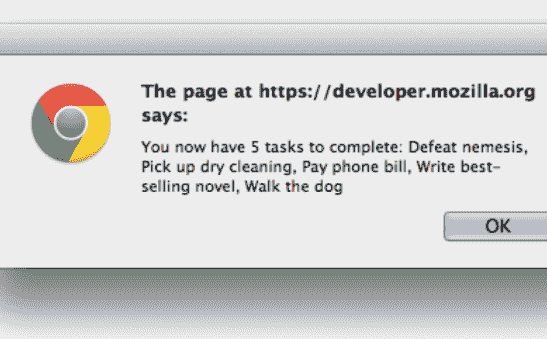 The page at https://developer.mozilla.org
says:
You now have 5 tasks to complete: Defeat nemesis,
Pick up dry cleaning, Pay phone bill, Write best-
selling novel, Walk the dog
OK